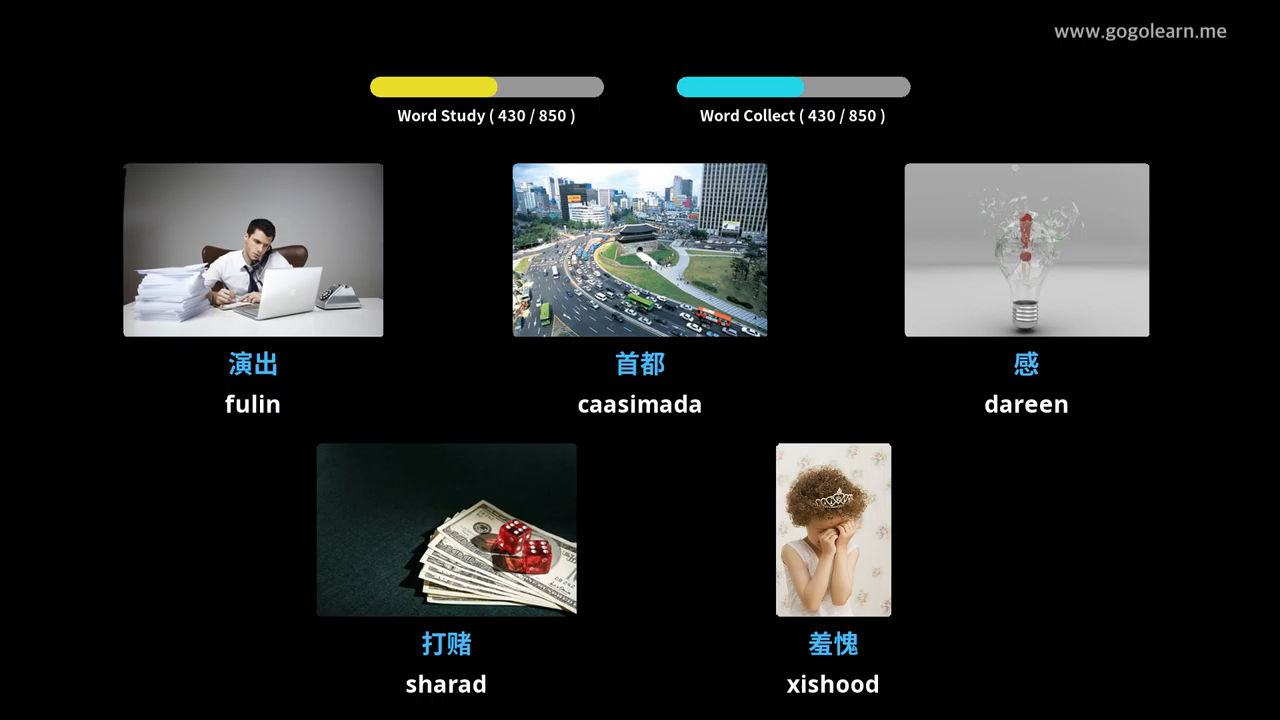 www.gogolearn.me
Word Study ( 430 / 850 )
Word Collect ( 430 / 850 )
演出
首都
感
fulin
caasimada
dareen
打赌
羞愧
sharad
xishood